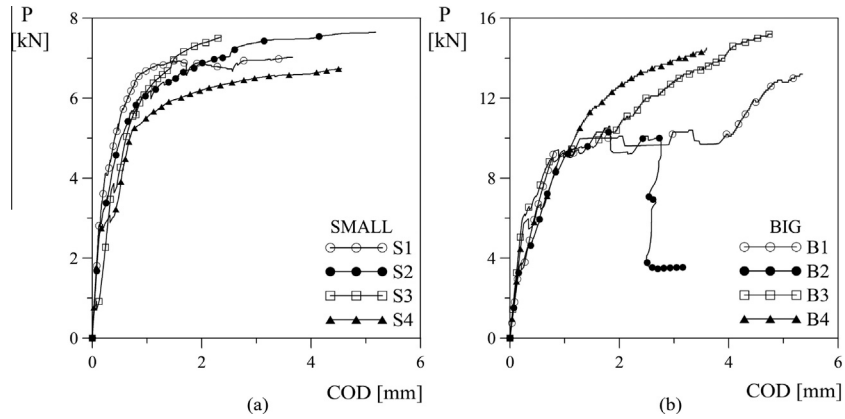 P
[kN]
8
6
4
2
0
0 2 4 6
COD [mm]
SMALL
S1
S2
S3
S4
(a)
P
[kN]
16
12
8
4
0
0 2 4 6
COD [mm]
BIG
B1
B2
B3
B4
(b)